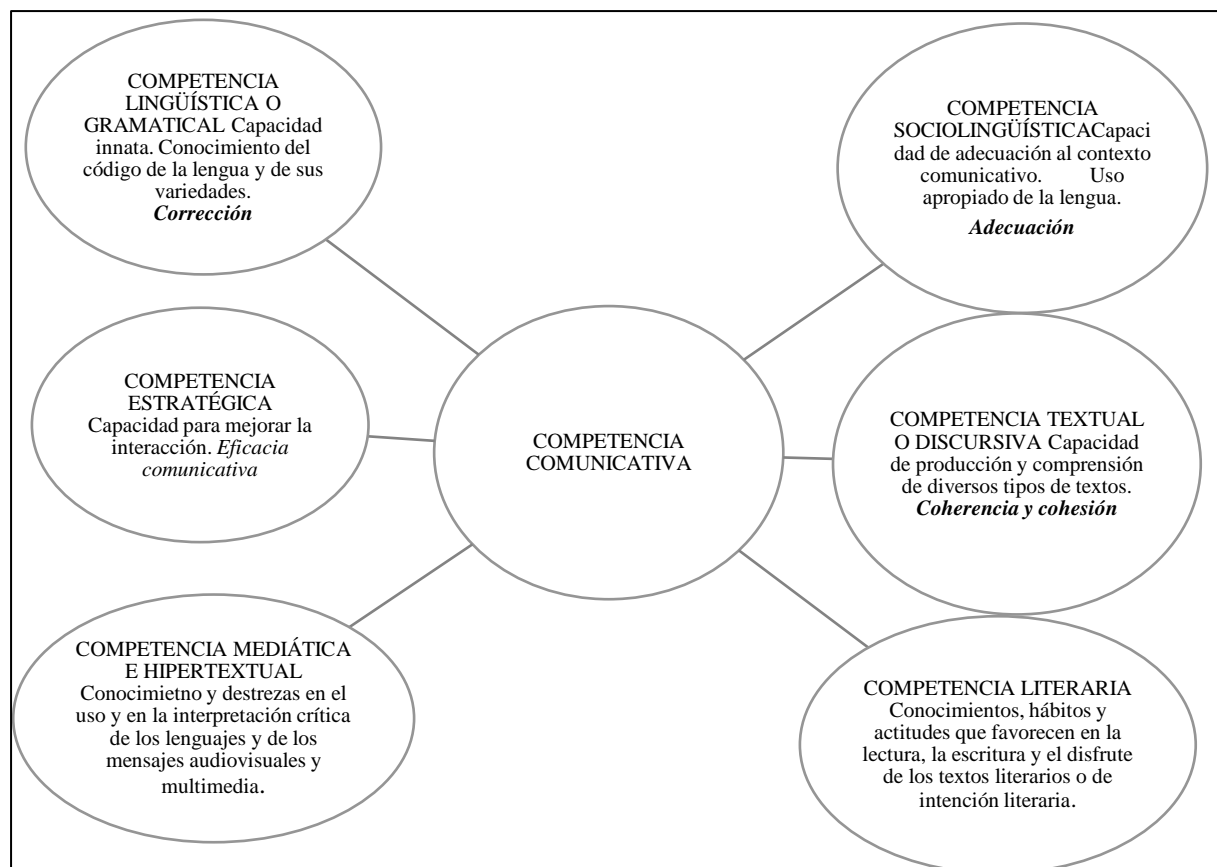 COMPETENCIA
LINGÜÍSTICA O
GRAMATICAL Capacidad
innata. Conocimiento del
código de la lengua y de sus
variedades.
Corrección
COMPETENCIA
SOCIOLINGÜÍSTICACapaci
dad de adecuación al contexto
comunicativo. Uso
apropiado de la lengua.
Adecuación
COMPETENCIA
ESTRATÉGICA
Capacidad para mejorar la
interacción. Eficacia
comunicativa
COMPETENCIA
COMUNICATIVA
COMPETENCIA TEXTUAL
O DISCURSIVA Capacidad
de producción y comprensión
de diversos tipos de textos.
Coherencia y cohesión
COMPETENCIA MEDIÁTICA
E HIPERTEXTUAL
Conocimietno y destrezas en el
uso y en la interpretación crítica
de los lenguajes y de los
mensajes audiovisuales y
multimedia.
COMPETENCIA LITERARIA
Conocimientos, hábitos y
actitudes que favorecen en la
lectura, la escritura y el disfrute
de los textos literarios o de
intención literaria.